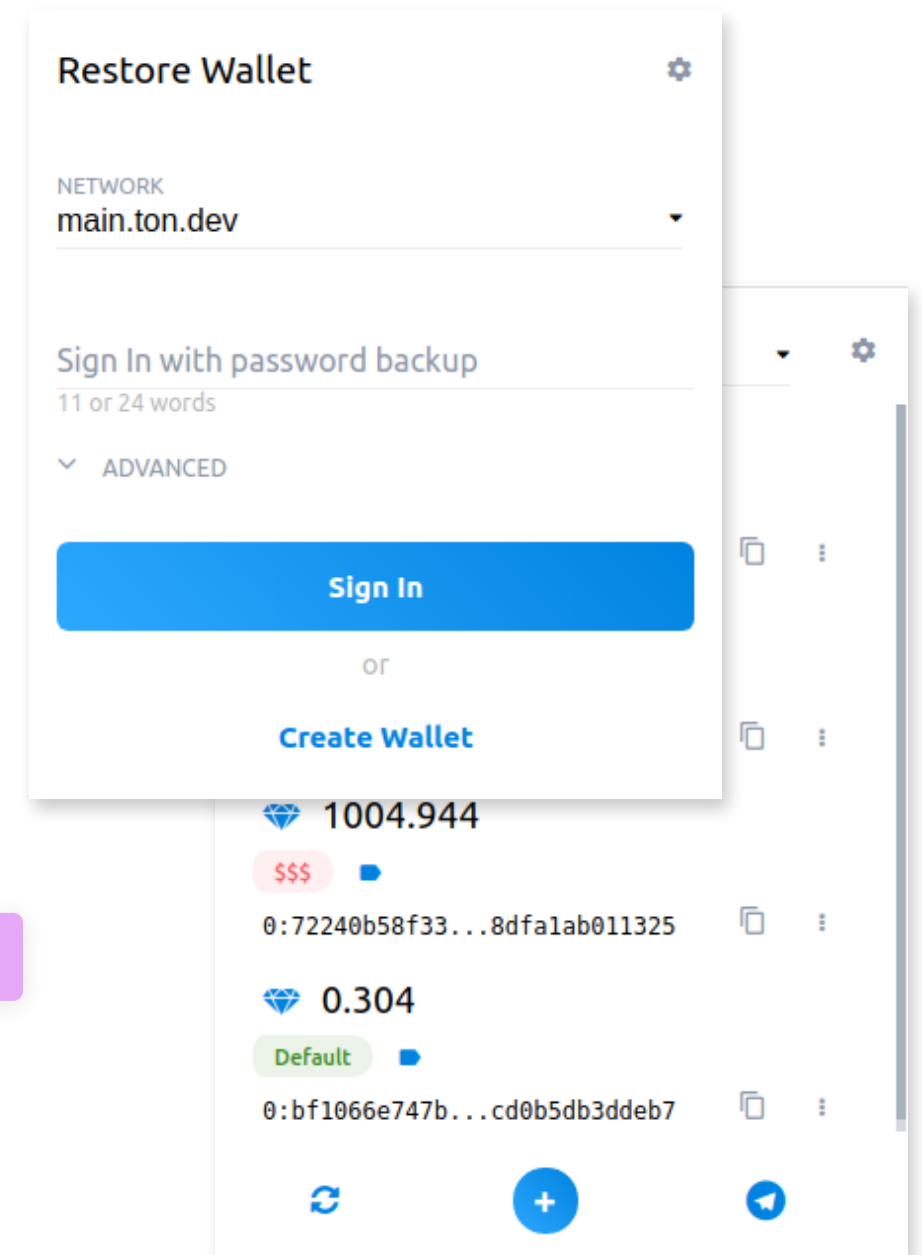 Restore Wallet
NETWORK
main.ton.dev
Sign In with password backup
11 or 24 words
ADVANCED
Sign In
or
Create Wallet
1004.944
$$$
0:72240b58f33...8dfa1ab011325
0.304
Default
0:bf1066e747b...cd0b5db3ddeb7